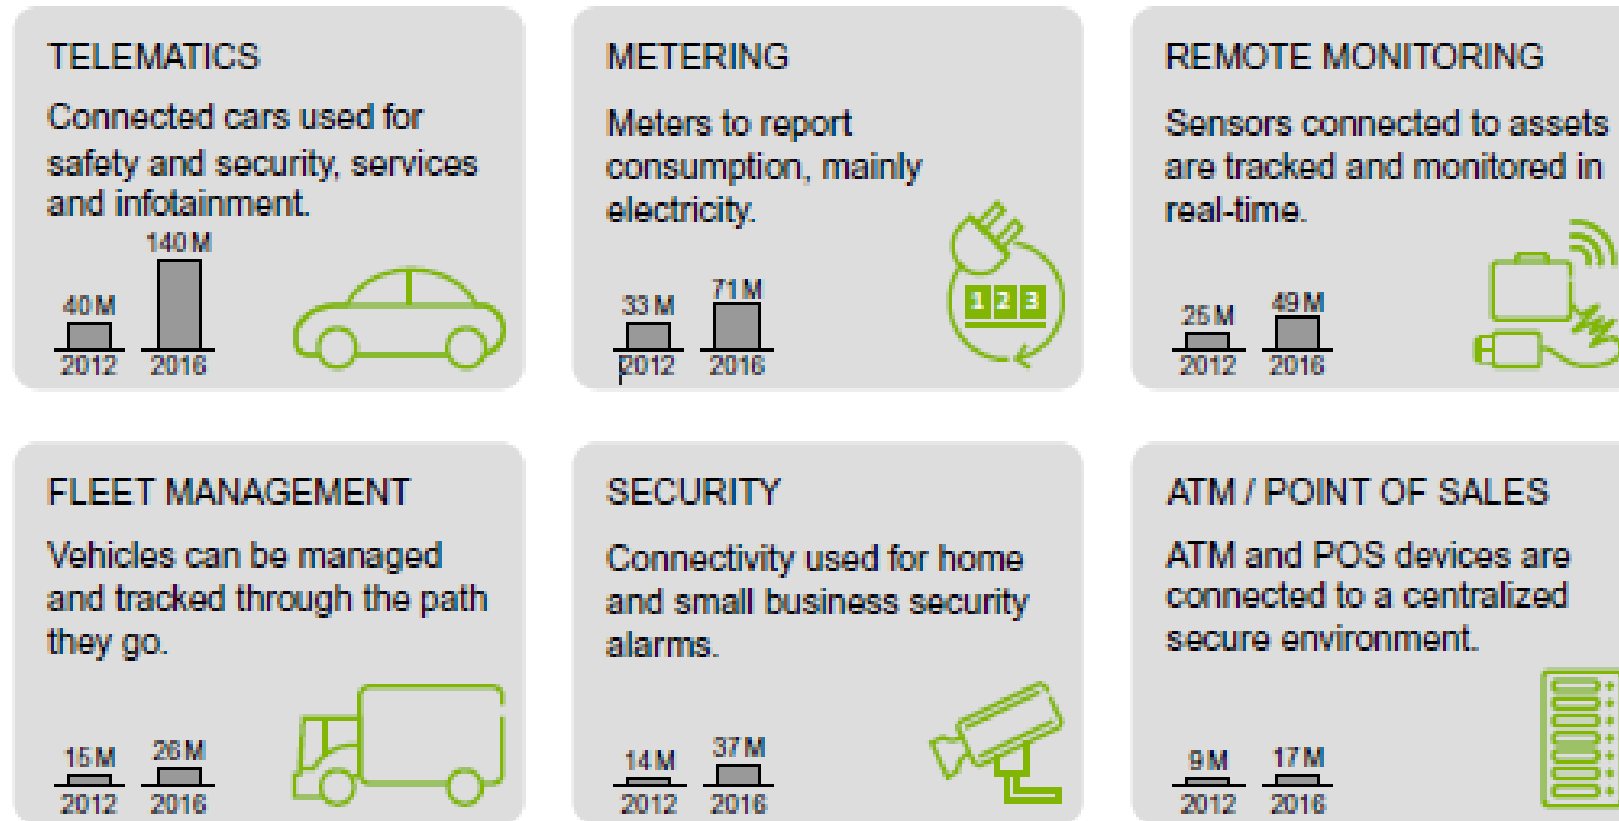 TELEMATICS
Connected cars used for
safety and security, services
and infotainment.
140 M
40 M
2012 2016
METERING
Meters to report
consumption, mainly
electricity.
71 M
33 M
1 2 3
2012 2016
REMOTE MONITORING
Sensors connected to assets
are tracked and monitored in
real-time.
49 M
25 M
2012 2016
FLEET MANAGEMENT
Vehicles can be managed
and tracked through the path
they go.
15 M 26 M
2012 2016
SECURITY
Connectivity used for home
and small business security
alarms.
37 M
14 M
2012 2016
ATM / POINT OF SALES
ATM and POS devices are
connected to a centralized
secure environment.
9 M 17 M
2012 2016